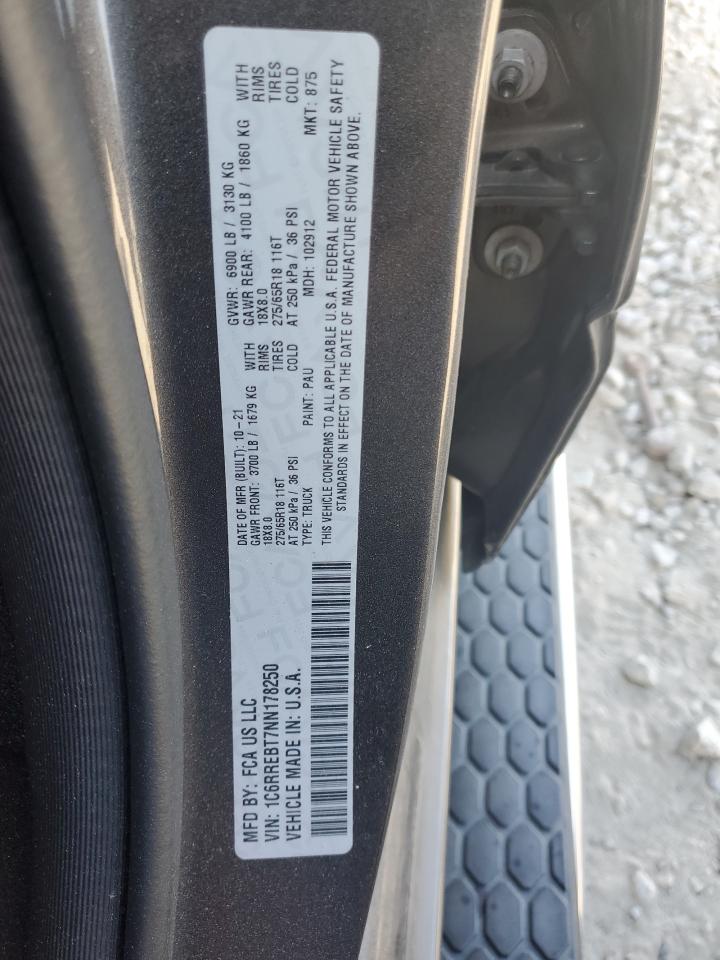 MFD BY: FCA US LLC
VIN: 1C6RREBT7NN178250
VEHICLE MADE IN: U.S.A.
DATE OF MFR (BUILT): 10-21
GVWR: 6900 LB / 3130 KG
GAWR FRONT: 3700 LB / 1679 KG WITH
GAWR REAR: 4100 LB / 1860 KG WITH
18X8.0 RIMS
18X8.0 RIMS
275/65R18 116T TIRES
275/65R18 116T TIRES
AT 250 kPa / 36 PSI COLD
AT 250 kPa / 36 PSI COLD
TYPE: TRUCK PAINT: PAU MDH: 102912 MKT: 875
THIS VEHICLE CONFORMS TO ALL APPLICABLE U.S.A. FEDERAL MOTOR VEHICLE SAFETY
STANDARDS IN EFFECT ON THE DATE OF MANUFACTURE SHOWN ABOVE.